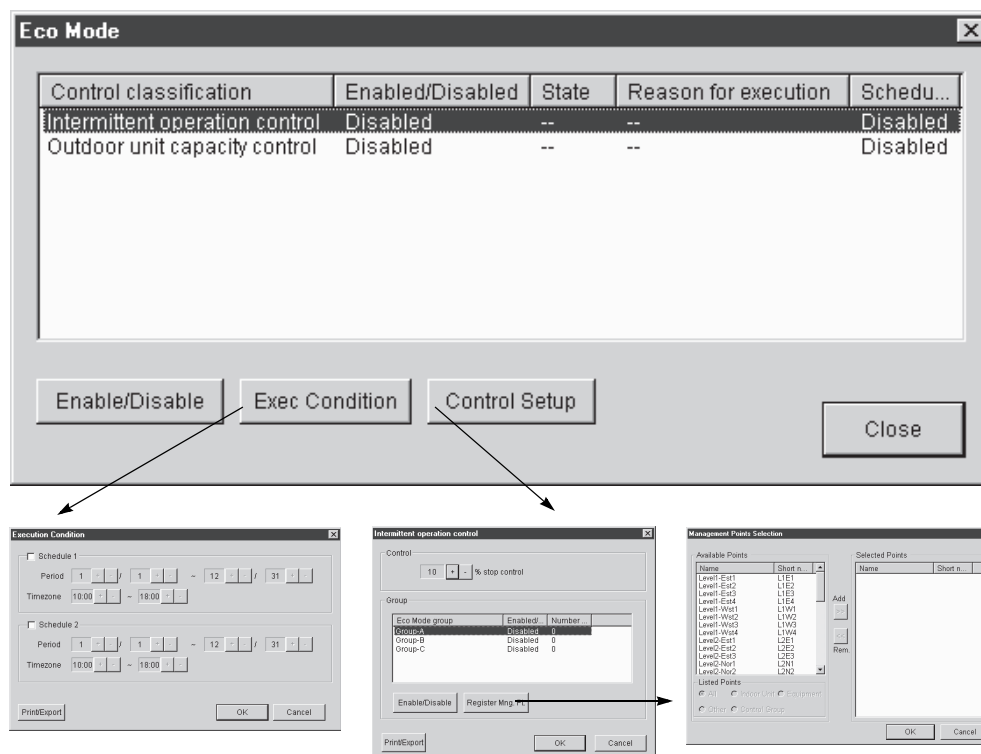 Eco Mode
Control classification Enabled/Disabled State Reason for execution Schedu...
Intermittent operation control Disabled -- -- Disabled
Outdoor unit capacity control Disabled -- -- Disabled
Enable/Disable Exec Condition Control Setup
Close
Execution Condition
Schedule 1
Period 1 + - / 1 + - ~ 12 + - / 31 + -
Timezone 10:00 + - ~ 18:00 + -
Schedule 2
Period 1 + - / 1 + - ~ 12 + - / 31 + -
Timezone 10:00 + - ~ 18:00 + -
Print/Export OK Cancel
Intermittent operation control
Control
10 + - % stop control
Group
Eco Mode group Enabled/... Number ...
Group-A Disabled 0
Group-B Disabled 0
Group-C Disabled 0
Enable/Disable Register Mng. Pt.
Print/Export OK Cancel
Management Points Selection
Available Points
Name Short n...
Level1-Est1 L1E1
Level1-Est2 L1E2
Level1-Est3 L1E3
Level1-Est4 L1E4
Level1-Wst1 L1W1
Level1-Wst2 L1W2
Level1-Wst3 L1W3
Level1-Wst4 L1W4
Level2-Est1 L2E1
Level2-Est2 L2E2
Level2-Est3 L2E3
Level2-Nor1 L2N1
Level2-Nor2 L2N2
Listed Points
All Indoor Unit Equipment
Other Control Group
Add
>>
<<
Rem.
Selected Points
Name Short n...
OK Cancel